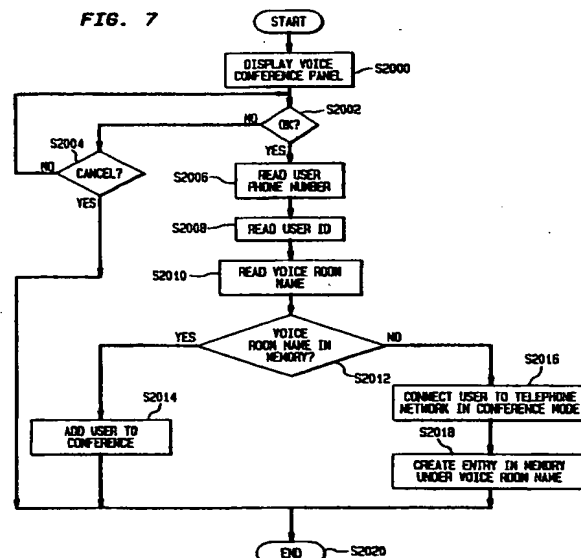 FIG. 7
START
DISPLAY VOICE
CONFERENCE PANEL
S2000
S2002
NO
OK?
S2004
NO
CANCEL?
YES
YES
S2006
READ USER
PHONE NUMBER
S2008
READ USER ID
S2010
READ VOICE ROOM
NAME
YES
VOICE
ROOM NAME IN
MEMORY?
NO
S2012
S2014
ADD USER TO
CONFERENCE
S2016
CONNECT USER TO TELEPHONE
NETWORK IN CONFERENCE MODE
S2018
CREATE ENTRY IN MEMORY
UNDER VOICE ROOM NAME
END
S2020